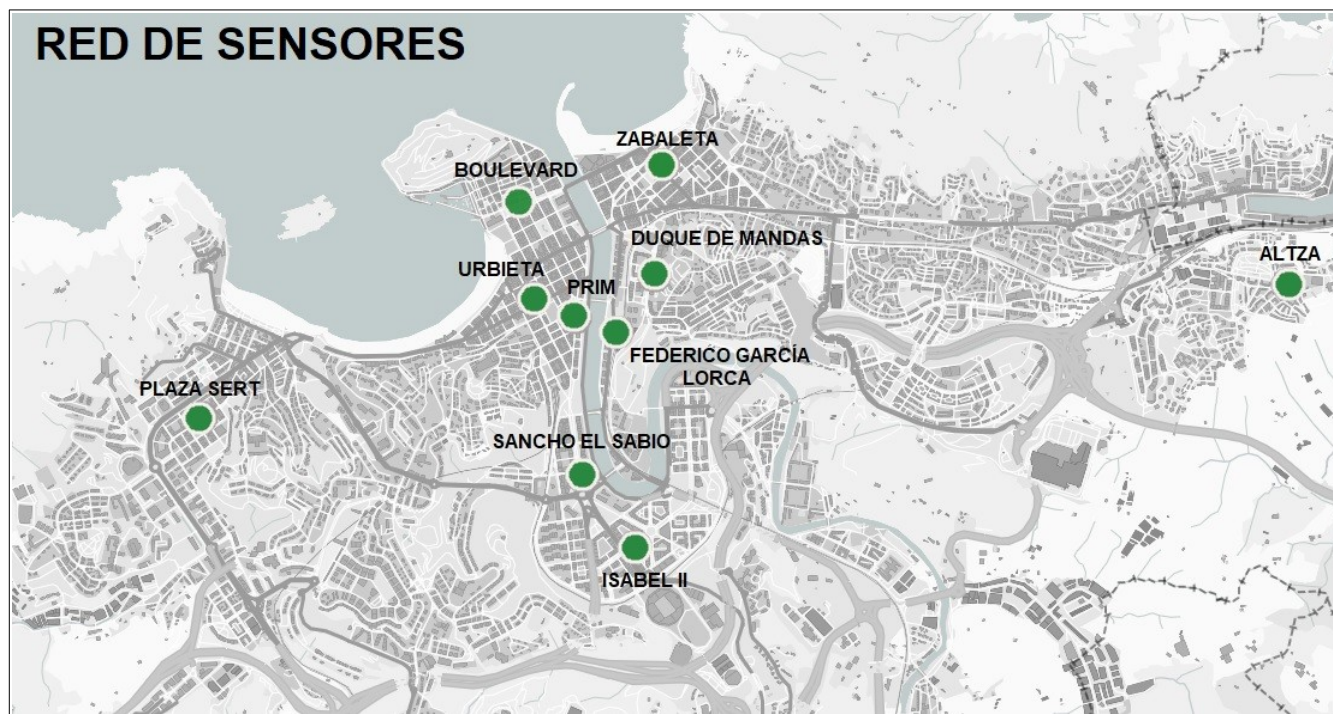 RED DE SENSORES
ZABALETA
BOULEVARD
DUQUE DE MANDAS
ALTZA
URBIETA
PRIM
FEDERICO GARCÍA
LORCA
PLAZA SERT
SANCHO EL SABIO
ISABEL II